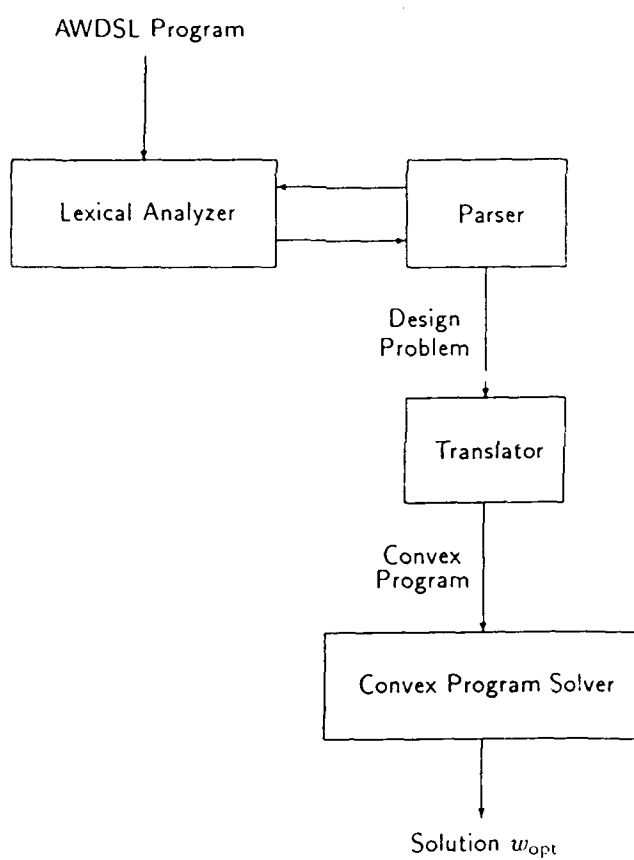 AWDSL Program
Lexical Analyzer
Parser
Design
Problem
Translator
Convex
Program
Convex Program Solver
Solution w_opt